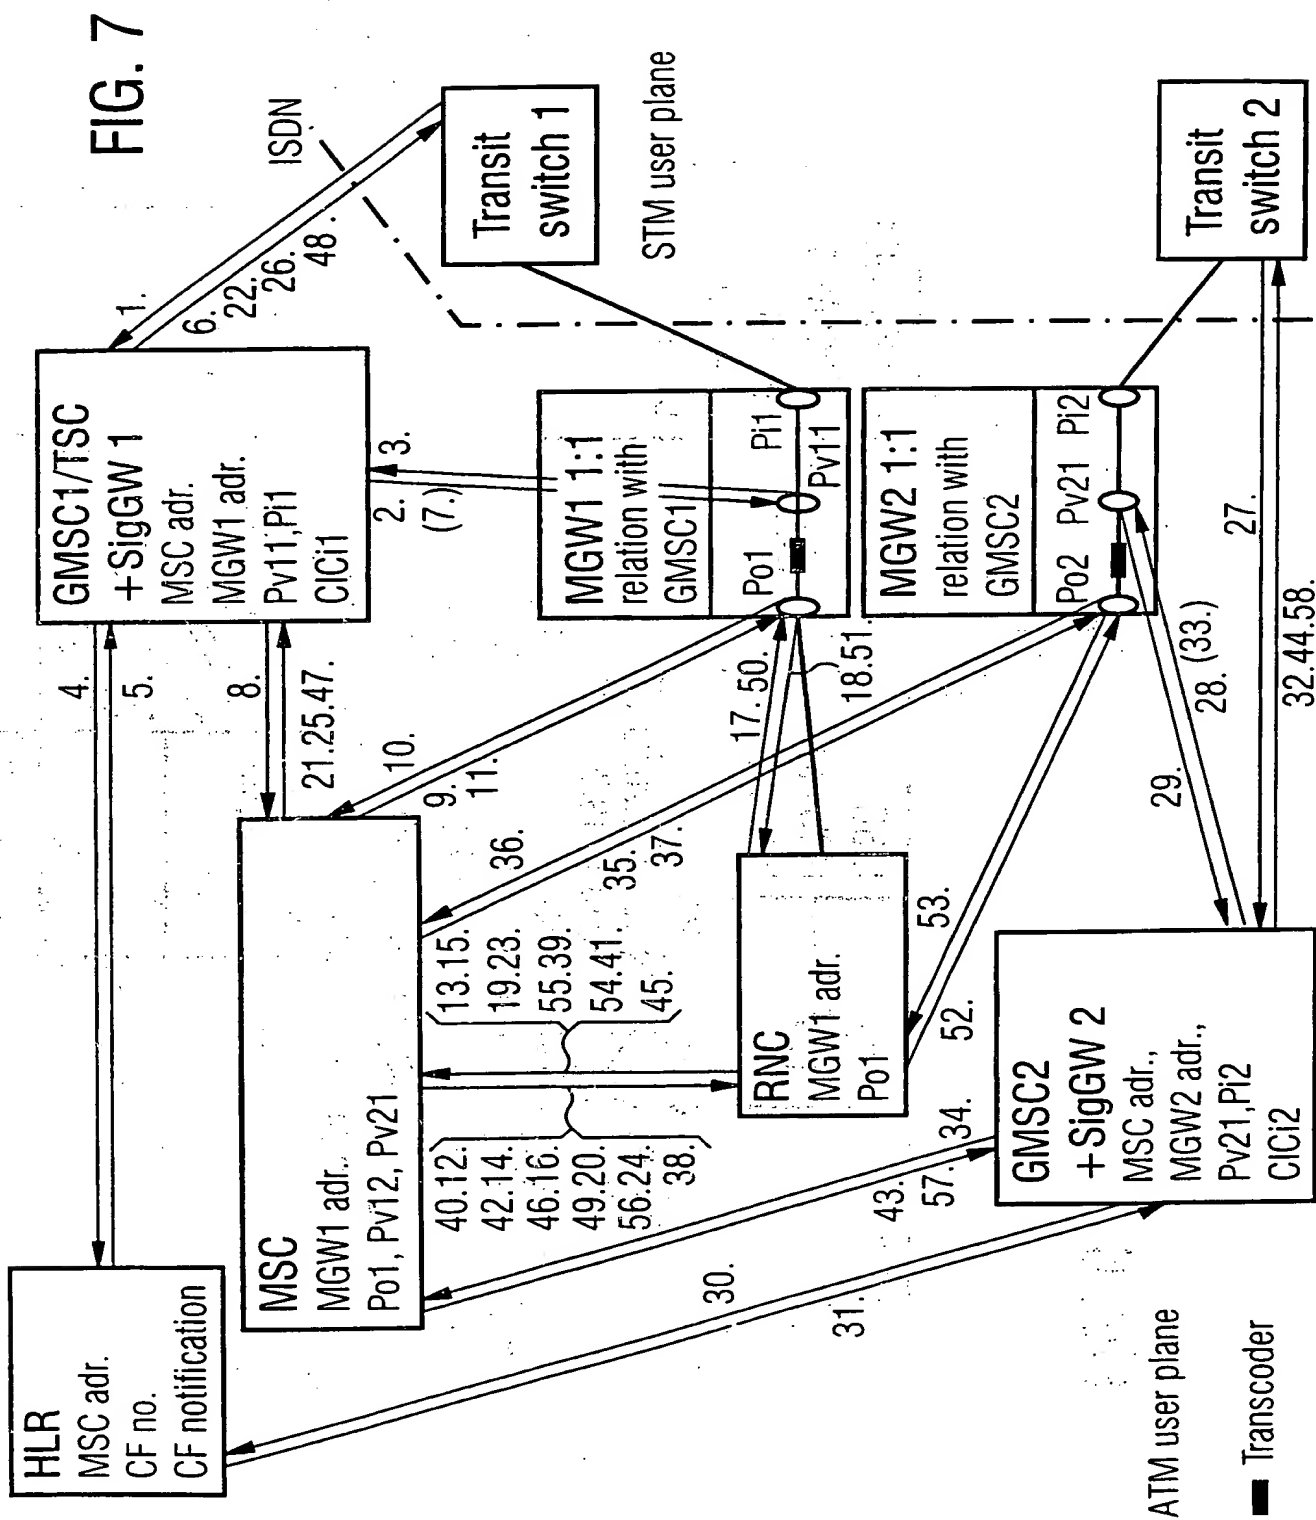 FIG. 7
HLR
MSC adr.
CF no.
CF notification
4.
5.
GMSC1/TSC
+SigGW 1
MSC adr.
MGW1 adr.
Pv11,Pi1
CICi1
1.
6.
22.
26.
48.
ISDN
Transit
switch 1
STM user plane
8.
21.25.47.
2.
3.
(7.)
MSC
MGW1 adr.
Po1, Pv12, Pv21
10.
9.
11.
36.
35.
37.
MGW1 1:1
relation with
GMSC1
Po1
Pi1
Pv11
MGW2 1:1
relation with
GMSC2
Po2
Pv21
Pi2
40.12.
42.14.
46.16.
49.20.
56.24.
38.
13.15.
19.23.
55.39.
54.41.
45.
17.
50.
18.51.
RNC
MGW1 adr.
Po1
53.
52.
30.
31.
43.
57.
34.
GMSC2
+SigGW 2
MSC adr.,
MGW2 adr.,
Pv21,Pi2
CICi2
29.
28.
(33.)
27.
32.44.58.
Transit
switch 2
ATM user plane
Transcoder